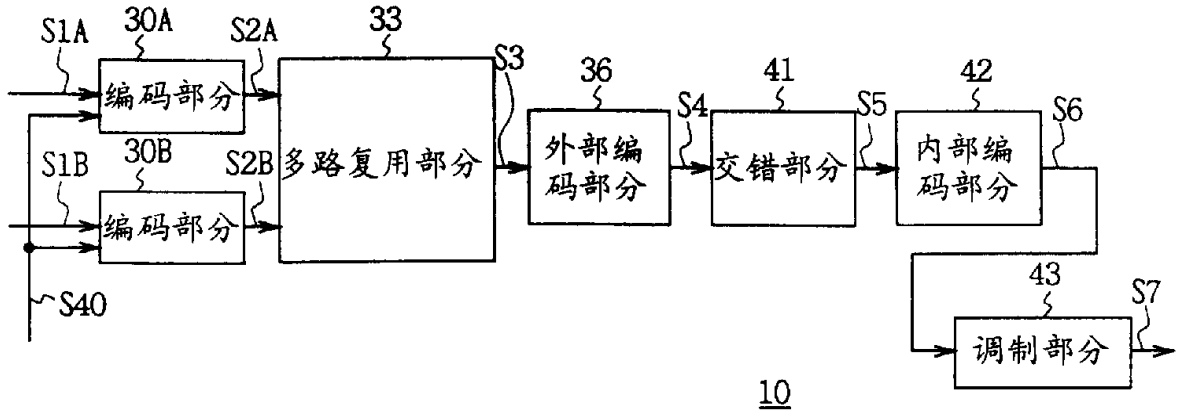 S1A
30A
S2A
33
S3
编码部分
36
41
42
S4
S5
S6
S1B
30B
S2B
多路复用部分
外部编
码部分
交错部分
内部编
码部分
编码部分
S40
43
S7
调制部分
10